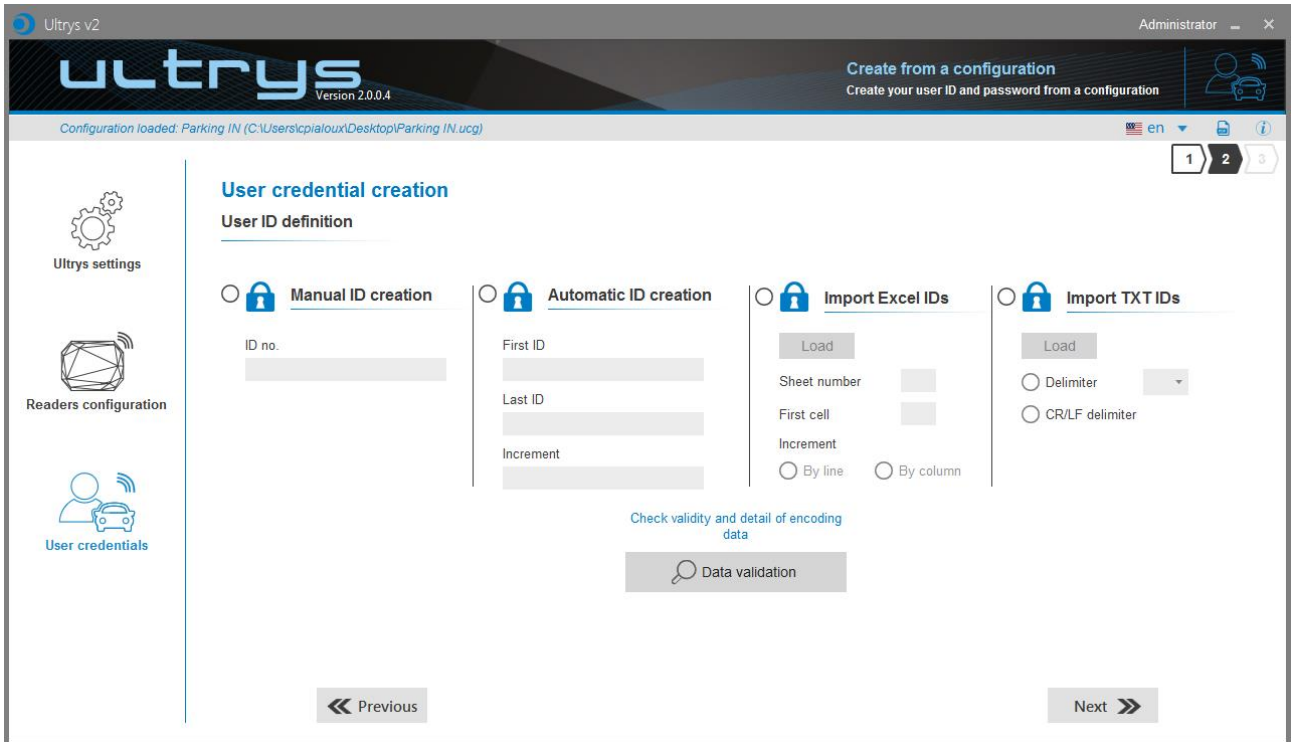 Ultrys v2
Administrator
ultrys
Version 2.0.0.4
Create from a configuration
Create your user ID and password from a configuration
Configuration loaded: Parking IN (C:\Users\cpialoux\Desktop\Parking IN.ucg)
en
1 2 3
User credential creation
User ID definition
Ultrys settings
Readers configuration
User credentials
Manual ID creation
ID no.
Automatic ID creation
First ID
Last ID
Increment
Import Excel IDs
Load
Sheet number
First cell
Increment
By line By column
Import TXT IDs
Load
Delimiter
CR/LF delimiter
Check validity and detail of encoding
data
Data validation
Previous
Next